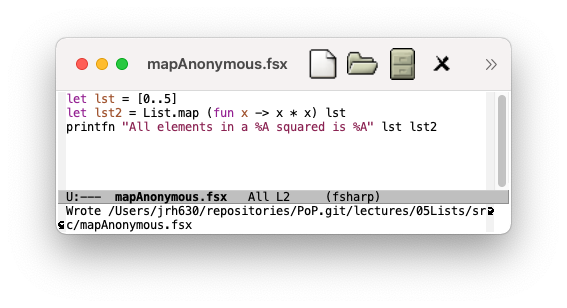 mapAnonymous.fsx
let lst = [0..5]
let lst2 = List.map (fun x -> x * x) lst
printfn "All elements in a %A squared is %A" lst lst2
U:--- mapAnonymous.fsx All L2 (fsharp)
Wrote /Users/jrh630/repositories/PoP.git/lectures/05Lists/sr
c/mapAnonymous.fsx